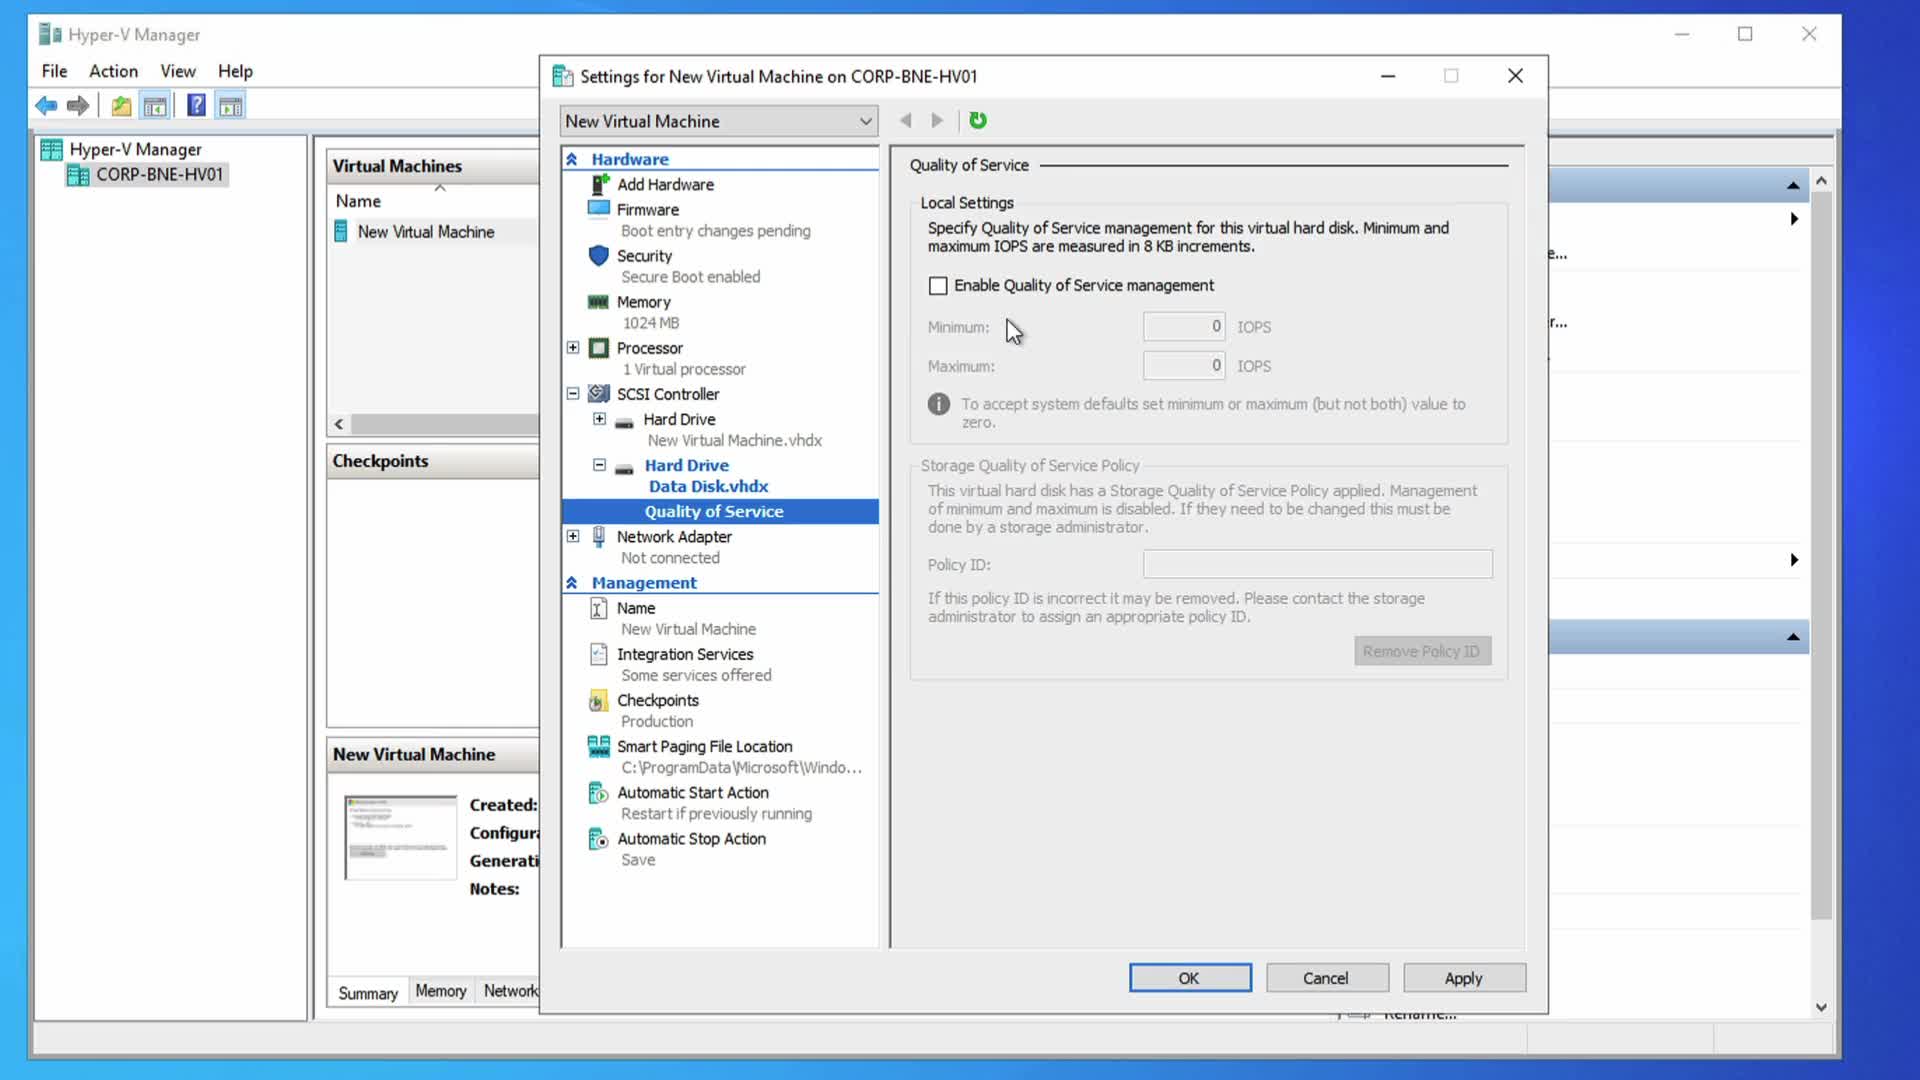 Hyper-V Manager
File Action View Help
Hyper-V Manager
CORP-BNE-HV01
Virtual Machines
Name
New Virtual Machine
Checkpoints
New Virtual Machine
Created:
Configura
Generati
Notes:
Summary Memory Network
Settings for New Virtual Machine on CORP-BNE-HV01
New Virtual Machine
Hardware
Add Hardware
Firmware
Boot entry changes pending
Security
Secure Boot enabled
Memory
1024 MB
Processor
1 Virtual processor
SCSI Controller
Hard Drive
New Virtual Machine.vhdx
Hard Drive
Data Disk.vhdx
Quality of Service
Network Adapter
Not connected
Management
Name
New Virtual Machine
Integration Services
Some services offered
Checkpoints
Production
Smart Paging File Location
C:\ProgramData\Microsoft\Windo...
Automatic Start Action
Restart if previously running
Automatic Stop Action
Save
Quality of Service
Local Settings
Specify Quality of Service management for this virtual hard disk. Minimum and
maximum IOPS are measured in 8 KB increments.
Enable Quality of Service management
Minimum: 0 IOPS
Maximum: 0 IOPS
To accept system defaults set minimum or maximum (but not both) value to
zero.
Storage Quality of Service Policy
This virtual hard disk has a Storage Quality of Service Policy applied. Management
of minimum and maximum is disabled. If they need to be changed this must be
done by a storage administrator.
Policy ID:
If this policy ID is incorrect it may be removed. Please contact the storage
administrator to assign an appropriate policy ID.
Remove Policy ID
OK Cancel Apply
e...
r...
Rename...